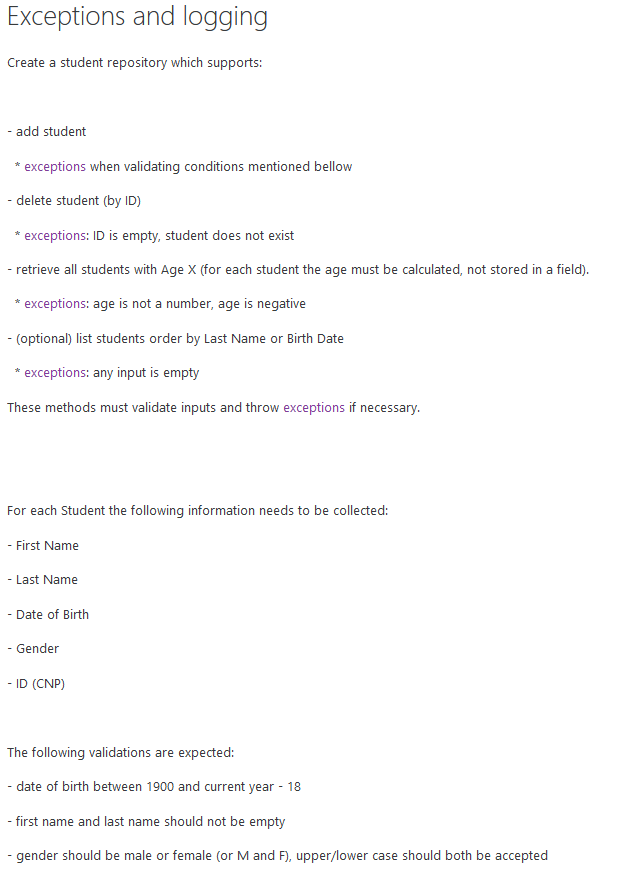 Exceptions and logging
Create a student repository which supports:
- add student
* exceptions when validating conditions mentioned bellow
- delete student (by ID)
* exceptions: ID is empty, student does not exist
- retrieve all students with Age X (for each student the age must be calculated, not stored in a field).
* exceptions: age is not a number, age is negative
- (optional) list students order by Last Name or Birth Date
* exceptions: any input is empty
These methods must validate inputs and throw exceptions if necessary.
For each Student the following information needs to be collected:
- First Name
- Last Name
- Date of Birth
- Gender
- ID (CNP)
The following validations are expected:
- date of birth between 1900 and current year - 18
- first name and last name should not be empty
- gender should be male or female (or M and F), upper/lower case should both be accepted